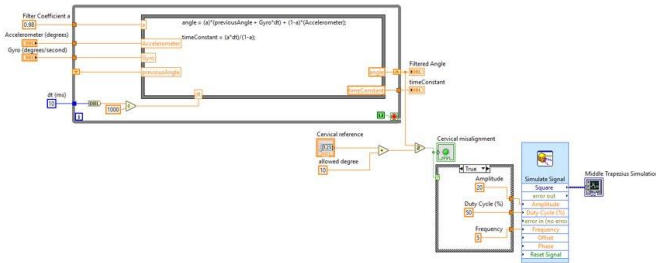 Filter Coefficient a
0.98
angle = (a)*(previousAngle + Gyro*dt) + (1-a)*(Accelerometer);
a
Accelerometer (degrees)
timeConstant = (a*dt)/(1-a);
Accelerometer
Gyro (degrees/second)
Gyro
previousAngle
angle
Filtered Angle
timeConstant
timeConstant
dt (ms)
10
DBL
1000
dt
i
Cervical reference
Cervical misalignment
allowed degree
10
True
Amplitude
20
Duty Cycle (%)
50
Frequency
5
Simulate Signal
Square
error out
Amplitude
Duty Cycle (%)
error in (no error)
Frequency
Offset
Phase
Reset Signal
Middle Trapezius Simulation